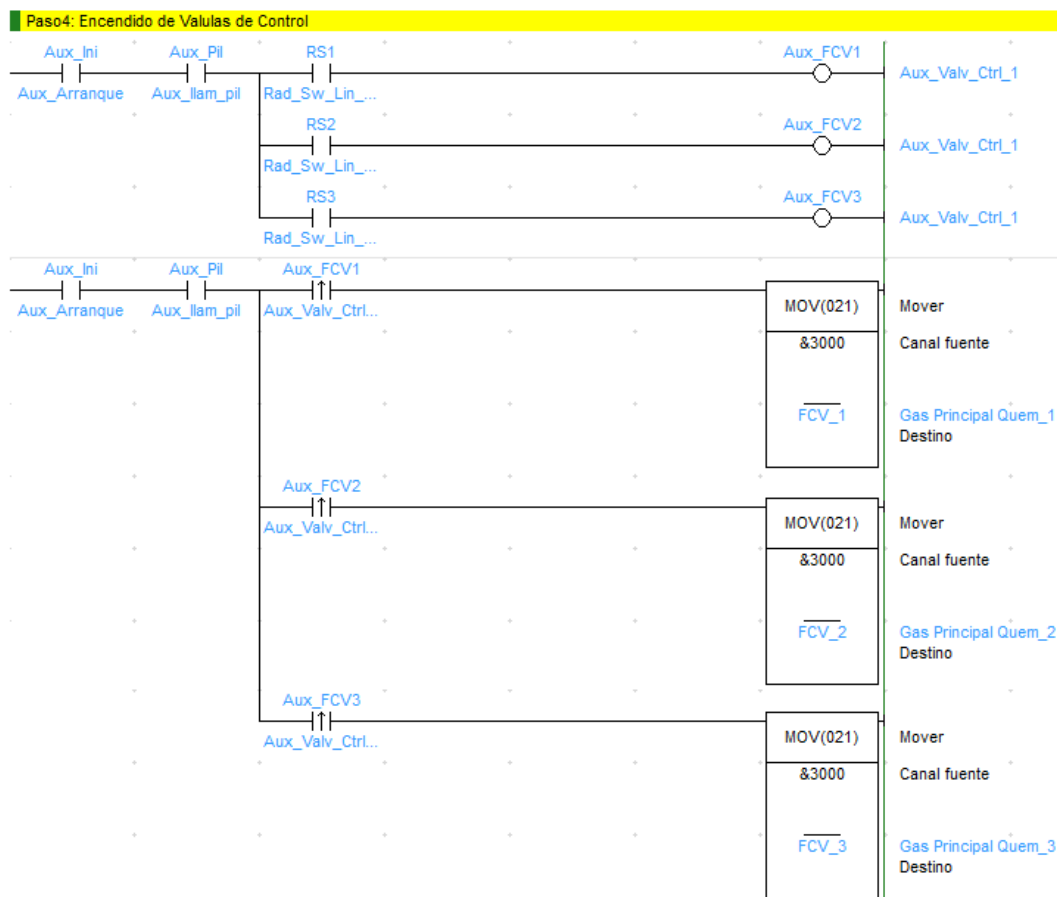 Paso4: Encendido de Valulas de Control
Aux_Ini Aux_Pil RS1 Aux_FCV1
Aux_Valv_Ctrl_1
Aux_Arranque Aux_llam_pil Rad_Sw_Lin_...
RS2 Aux_FCV2
Aux_Valv_Ctrl_1
Rad_Sw_Lin_...
RS3 Aux_FCV3
Aux_Valv_Ctrl_1
Rad_Sw_Lin_...
Aux_Ini Aux_Pil Aux_FCV1
MOV(021) Mover
Aux_Arranque Aux_llam_pil Aux_Valv_Ctrl...
&3000 Canal fuente
FCV_1 Gas Principal Quem_1
Destino
Aux_FCV2
MOV(021) Mover
Aux_Valv_Ctrl...
&3000 Canal fuente
FCV_2 Gas Principal Quem_2
Destino
Aux_FCV3
MOV(021) Mover
Aux_Valv_Ctrl...
&3000 Canal fuente
FCV_3 Gas Principal Quem_3
Destino